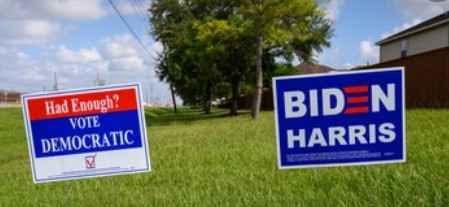 Had Enough?
VOTE
DEMOCRATIC
BIDEN
HARRIS